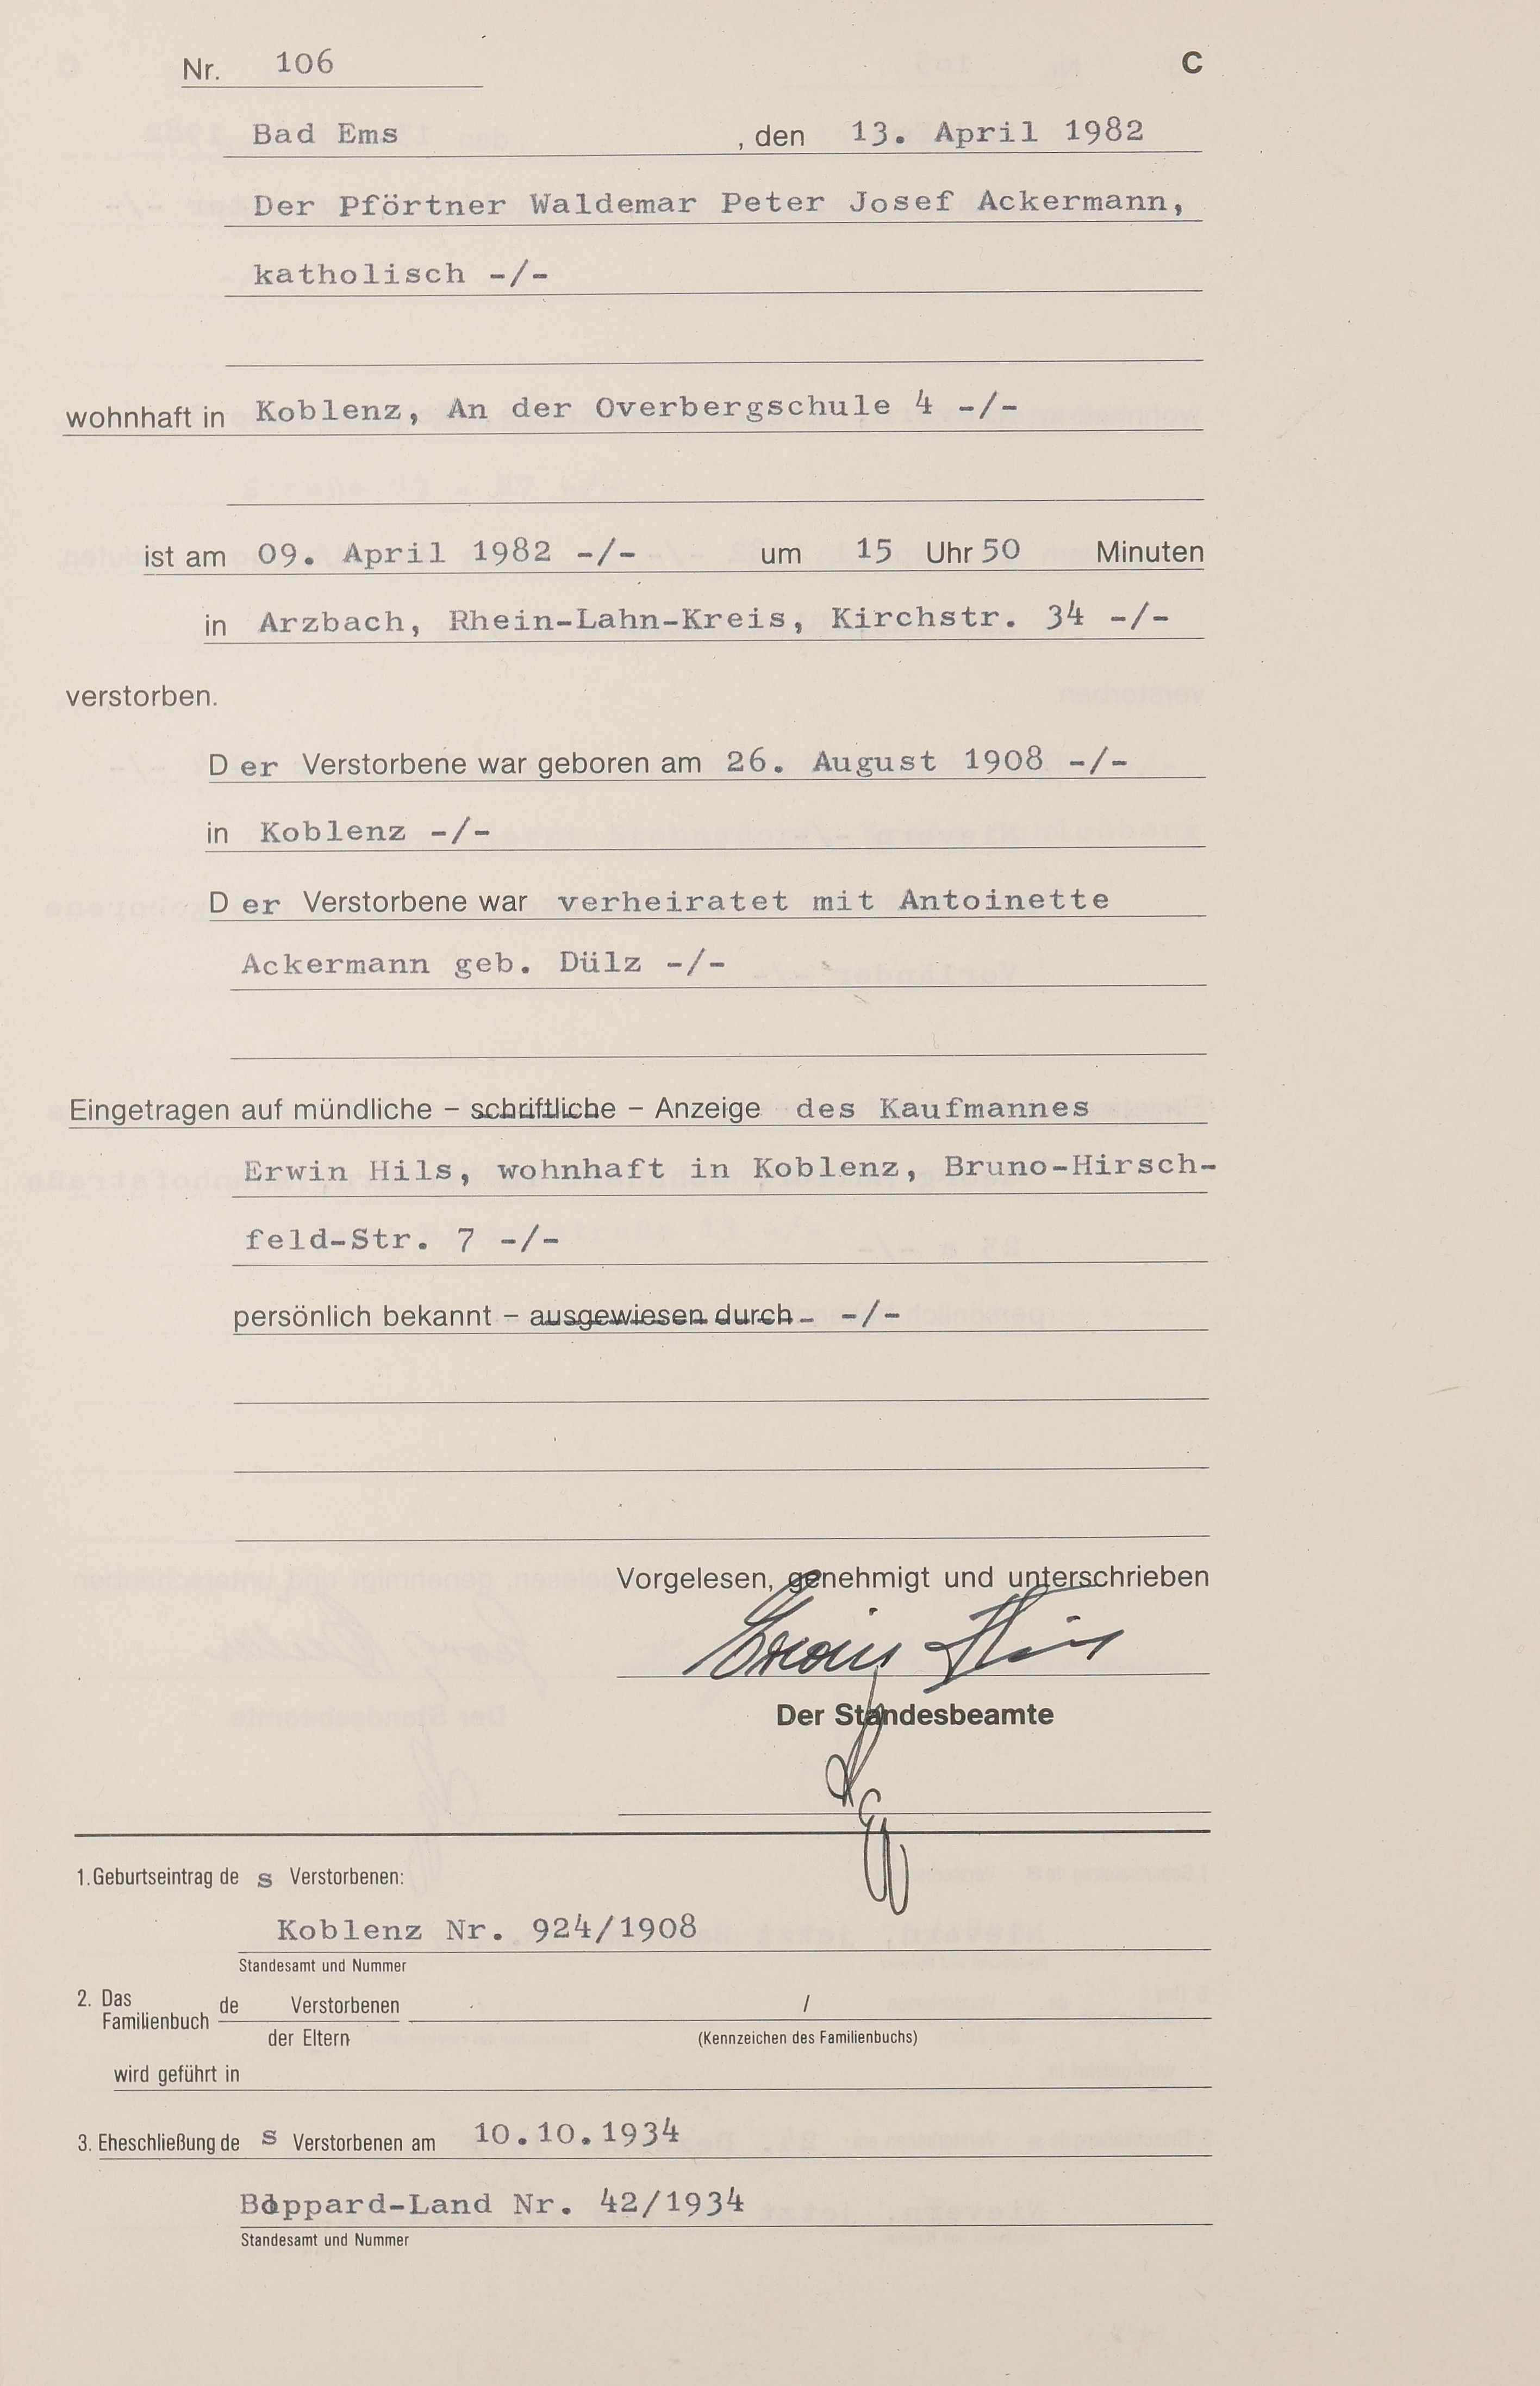 Nr. 106 C
Bad Ems , den 13. April 1982
Der Pförtner Waldemar Peter Josef Ackermann,
katholisch -/-
wohnhaft in Koblenz, An der Overbergschule 4 -/-
ist am 09. April 1982 -/- um 15 Uhr 50 Minuten
in Arzbach, Rhein-Lahn-Kreis, Kirchstr. 34 -/-
verstorben.
D er Verstorbene war geboren am 26. August 1908 -/-
in Koblenz -/-
D er Verstorbene war verheiratet mit Antoinette
Ackermann geb. Dülz -/-
Eingetragen auf mündliche – schriftliche – Anzeige des Kaufmannes
Erwin Hils, wohnhaft in Koblenz, Bruno-Hirsch-
feld-Str. 7 -/-
persönlich bekannt – ausgewiesen durch -/-
Vorgelesen, genehmigt und unterschrieben
Erwin Hils
Der Standesbeamte
1. Geburtseintrag de s Verstorbenen:
Koblenz Nr. 924/1908
Standesamt und Nummer
2. Das Familienbuch de Verstorbenen /
der Eltern (Kennzeichen des Familienbuchs)
wird geführt in
3. Eheschließung de s Verstorbenen am 10.10.1934
Boppard-Land Nr. 42/1934
Standesamt und Nummer